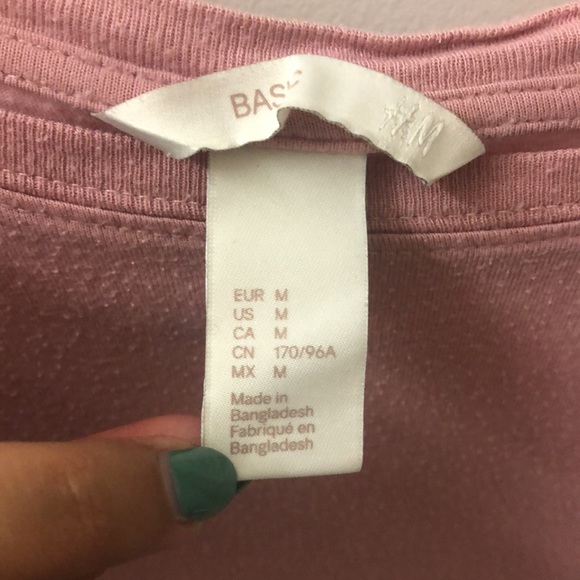 BAS
H&M
EUR M
US M
CA M
CN 170/96A
MX M
Made in
Bangladesh
Fabriqué en
Bangladesh